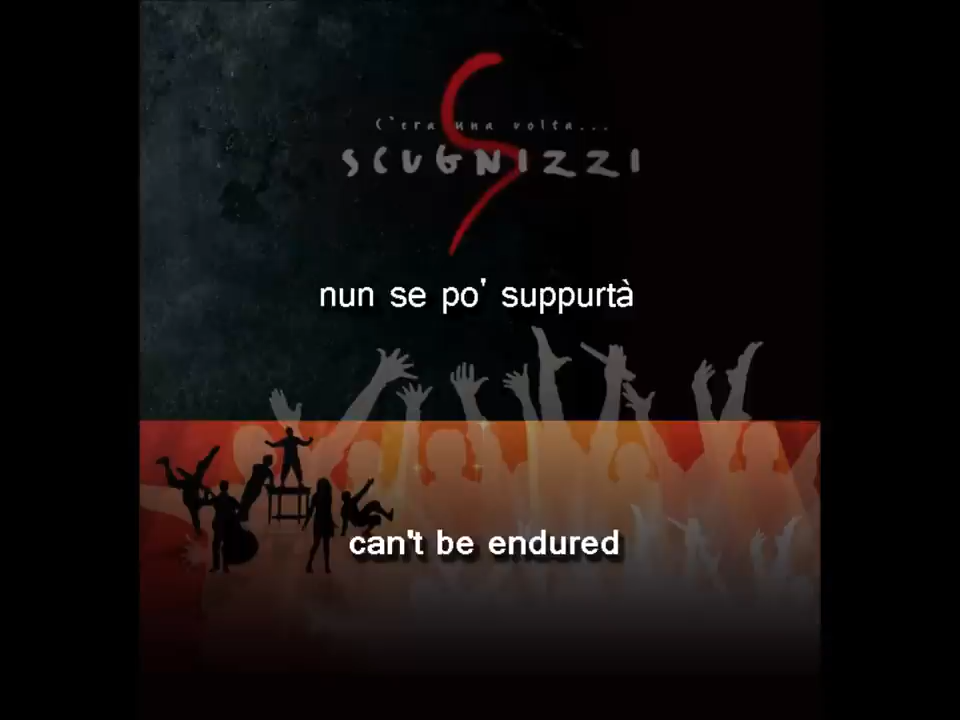 C'era una volta...
SCUGNIZZI
nun se po' suppurtà
can't be endured